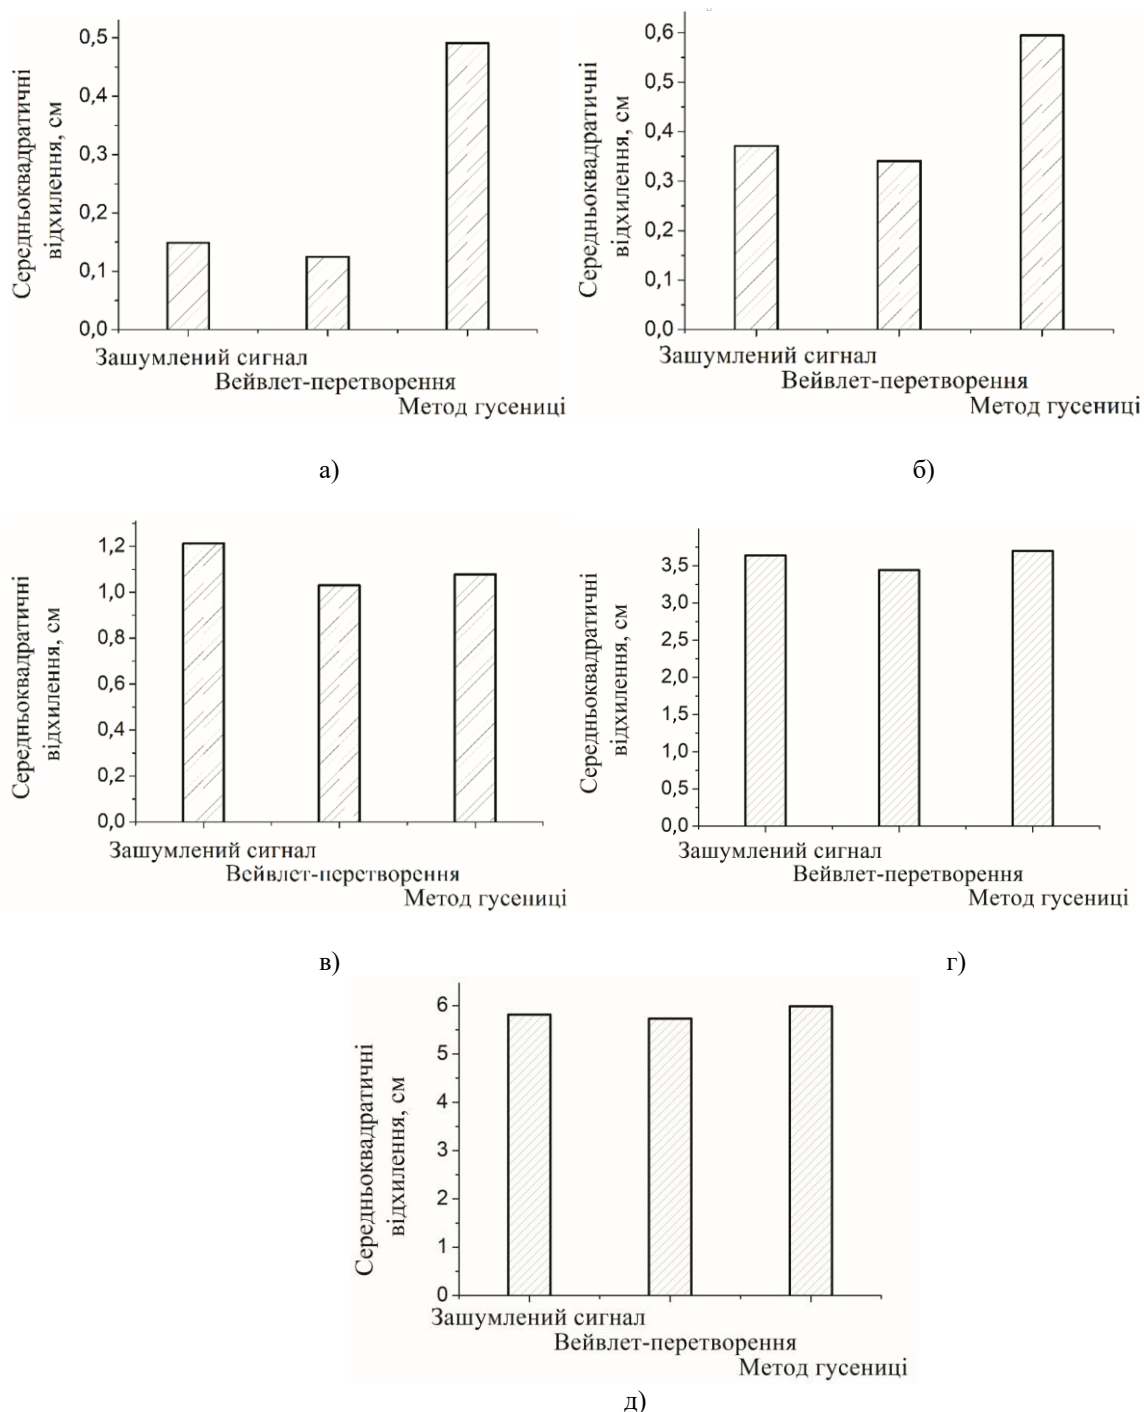 Середньоквадратичні
відхилення, см
0,5
0,4
0,3
0,2
0,1
0,0
Зашумлений сигнал
Вейвлет-перетворення
Метод гусениці
а)
Середньоквадратичні
відхилення, см
0,6
0,5
0,4
0,3
0,2
0,1
0,0
Зашумлений сигнал
Вейвлет-перетворення
Метод гусениці
б)
Середньоквадратичні
відхилення, см
1,2
1,0
0,8
0,6
0,4
0,2
0,0
Зашумлений сигнал
Вейвлет-перетворення
Метод гусениці
в)
Середньоквадратичні
відхилення, см
3,5
3,0
2,5
2,0
1,5
1,0
0,5
0,0
Зашумлений сигнал
Вейвлет-перетворення
Метод гусениці
г)
Середньоквадратичні
відхилення, см
6
5
4
3
2
1
0
Зашумлений сигнал
Вейвлет-перетворення
Метод гусениці
д)